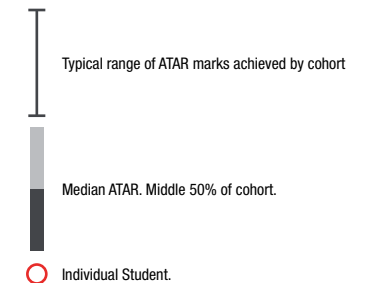 Typical range of ATAR marks achieved by cohort
Median ATAR. Middle 50% of cohort.
Individual Student.